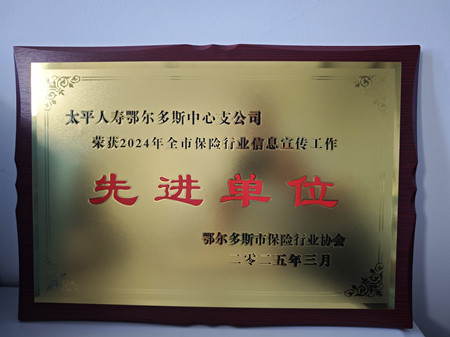 太平人寿鄂尔多斯中心支公司
荣获2024年全市保险行业信息宣传工作
先进单位
鄂尔多斯市保险行业协会
二零二五年三月